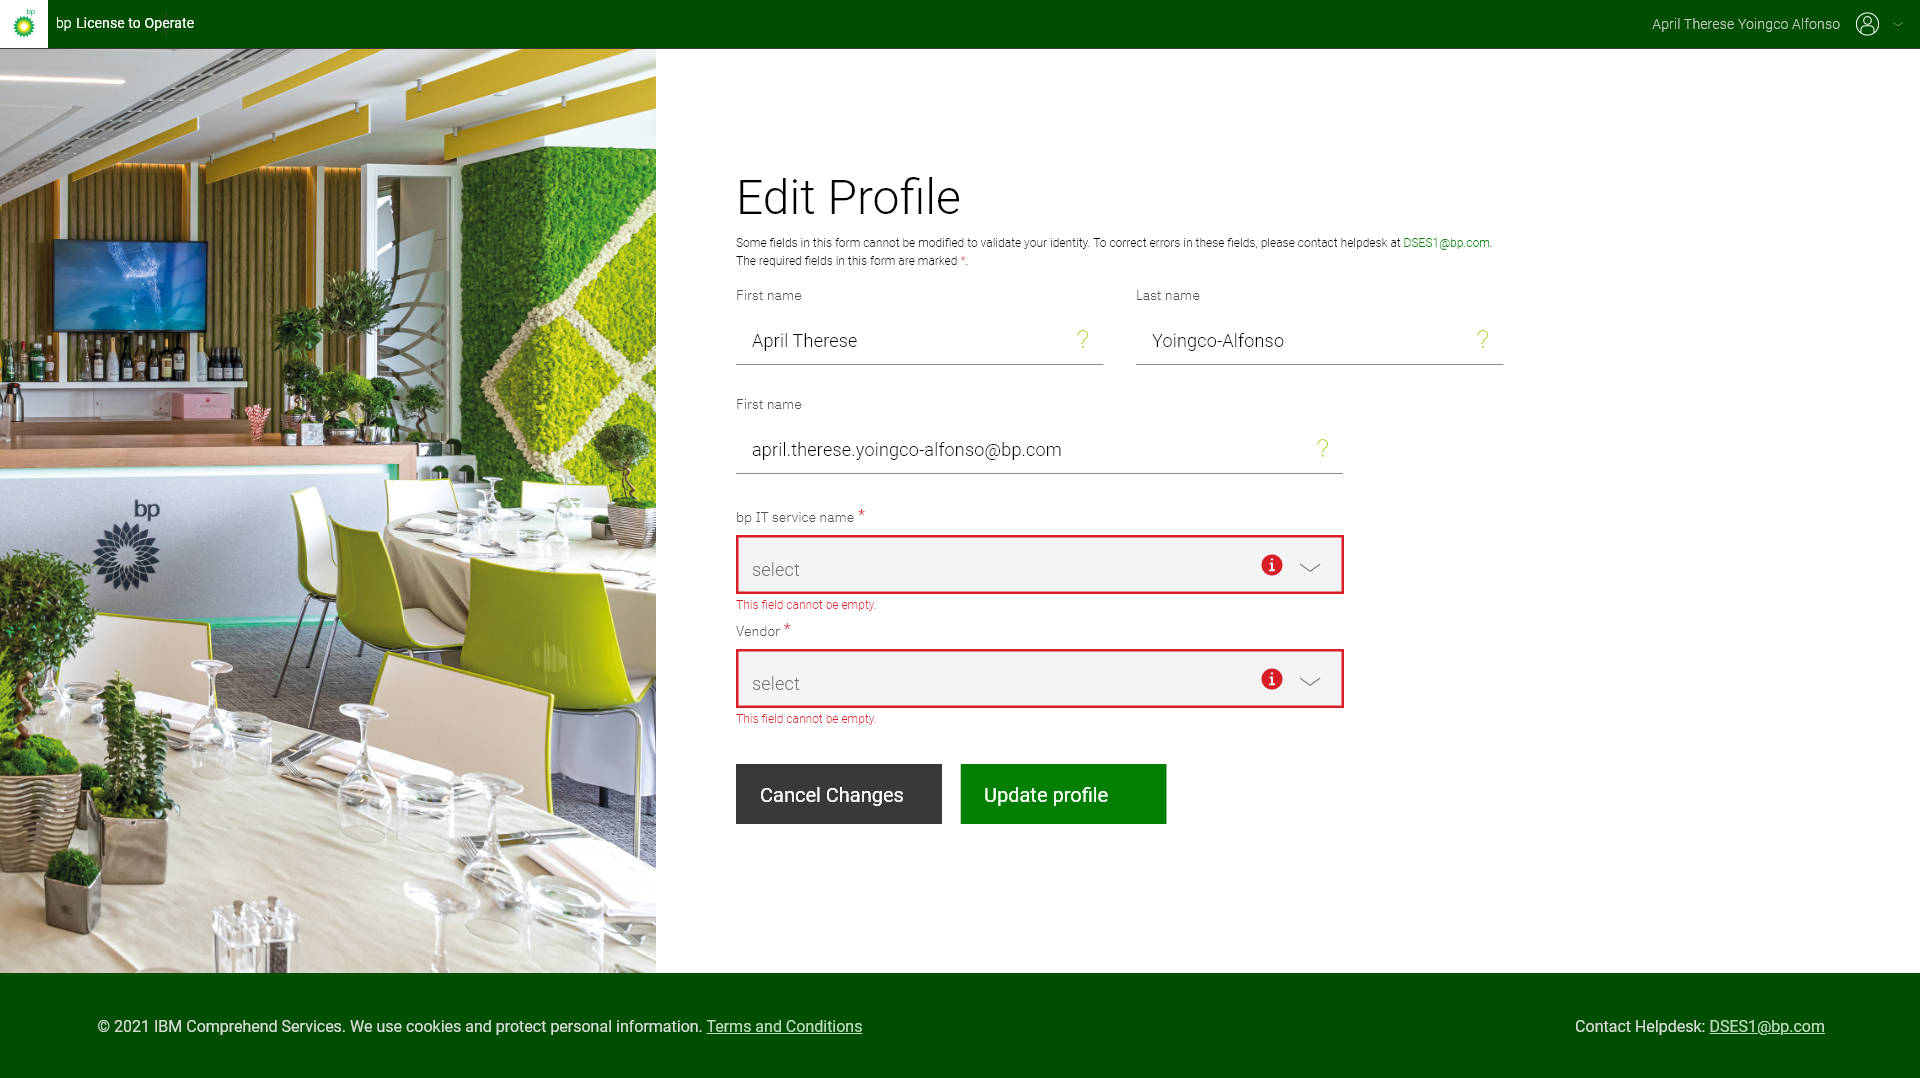 bp
bp License to Operate
April Therese Yoingco Alfonso
bp
Edit Profile
Some fields in this form cannot be modified to validate your identity. To correct errors in these fields, please contact helpdesk at DSES1@bp.com.
The required fields in this form are marked *.
First name
Last name
April Therese ?
Yoingco-Alfonso ?
First name
april.therese.yoingco-alfonso@bp.com ?
bp IT service name *
select
This field cannot be empty.
Vendor *
select
This field cannot be empty.
Cancel Changes
Update profile
© 2021 IBM Comprehend Services. We use cookies and protect personal information. Terms and Conditions
Contact Helpdesk: DSES1@bp.com